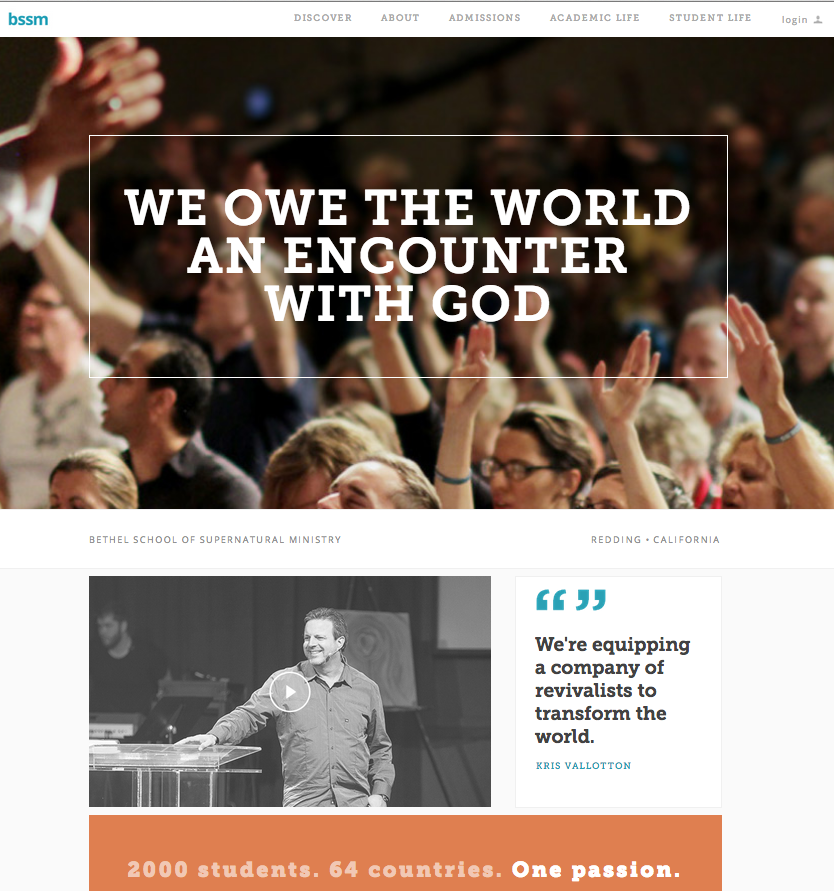 bssm
DISCOVER ABOUT ADMISSIONS ACADEMIC LIFE STUDENT LIFE login
WE OWE THE WORLD
AN ENCOUNTER
WITH GOD
BETHEL SCHOOL OF SUPERNATURAL MINISTRY
REDDING • CALIFORNIA
“ ”
We're equipping
a company of
revivalists to
transform the
world.
KRIS VALLOTTON
2000 students. 64 countries. One passion.